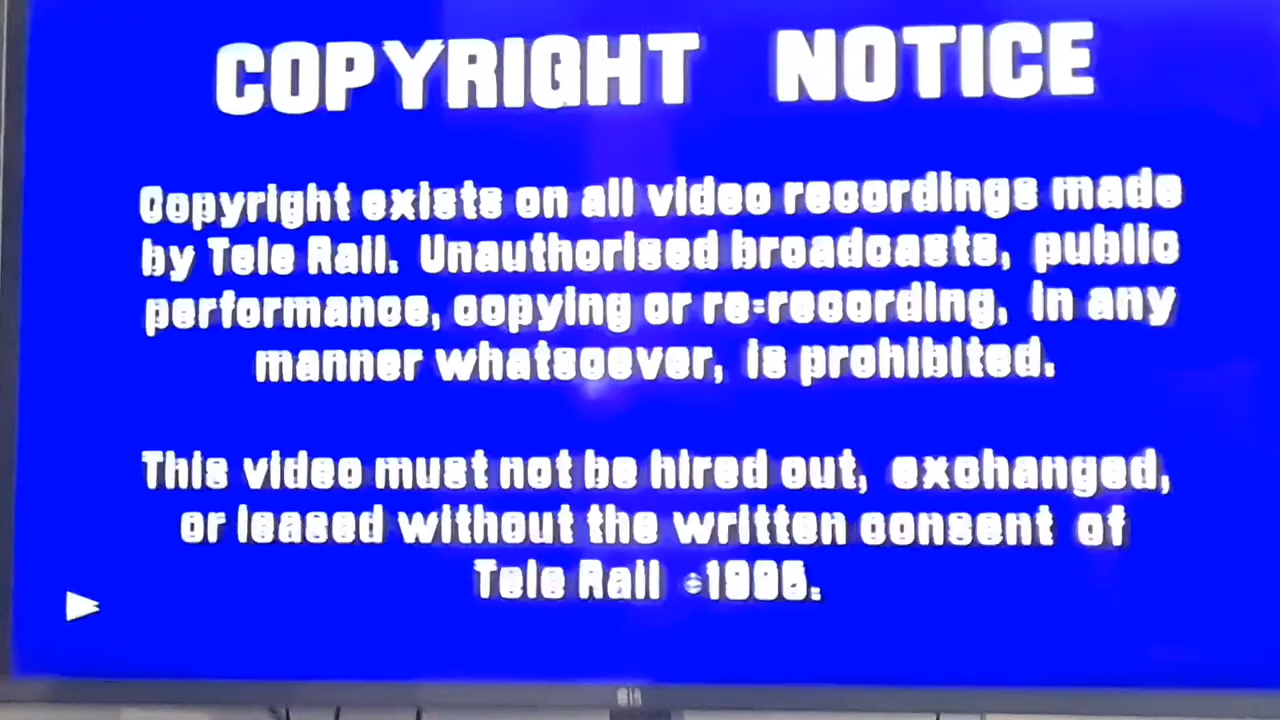 COPYRIGHT NOTICE
Copyright exists on all video recordings made
by Tele Rail. Unauthorised broadcasts, public
performance, copying or re-recording, in any
manner whatsoever, is prohibited.
This video must not be hired out, exchanged,
or leased without the written consent of
Tele Rail ©1995.